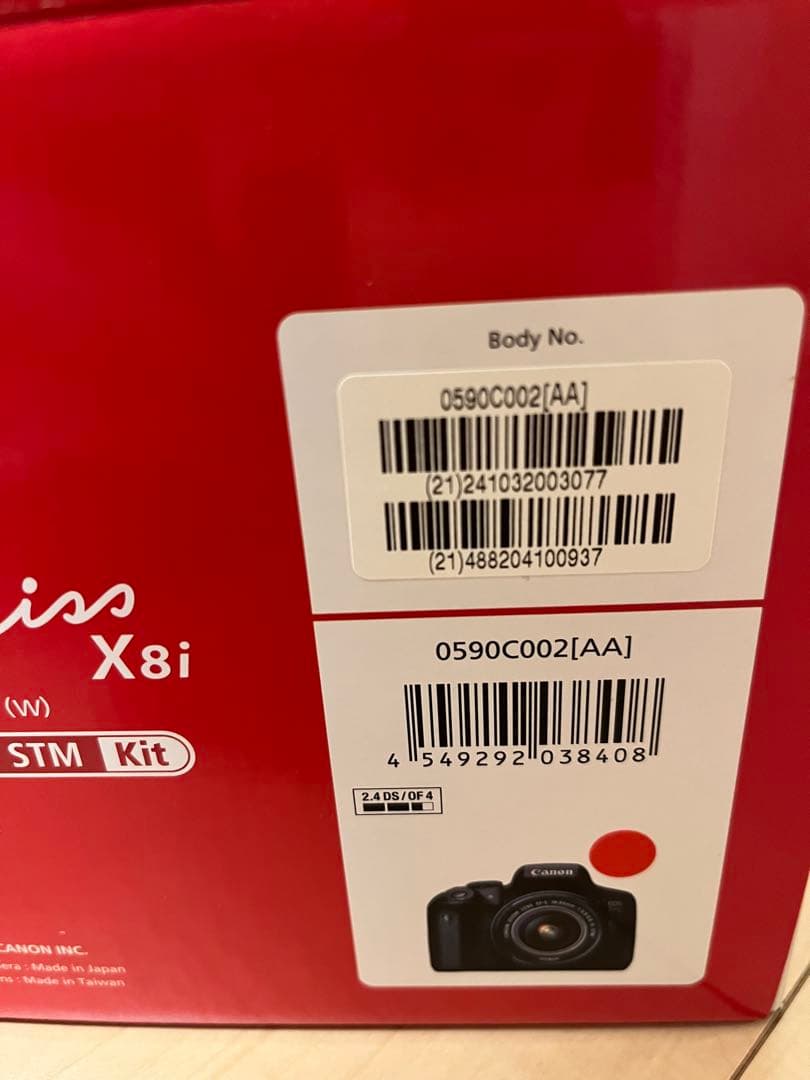 Body No.
0590C002[AA]
(21)241032003077
(21)488204100937
iss
X8i
(W)
STM Kit
0590C002[AA]
4 549292 038408
2.4 DS/OF 4
Canon
CANON INC.
era : Made in Japan
ns : Made in Taiwan